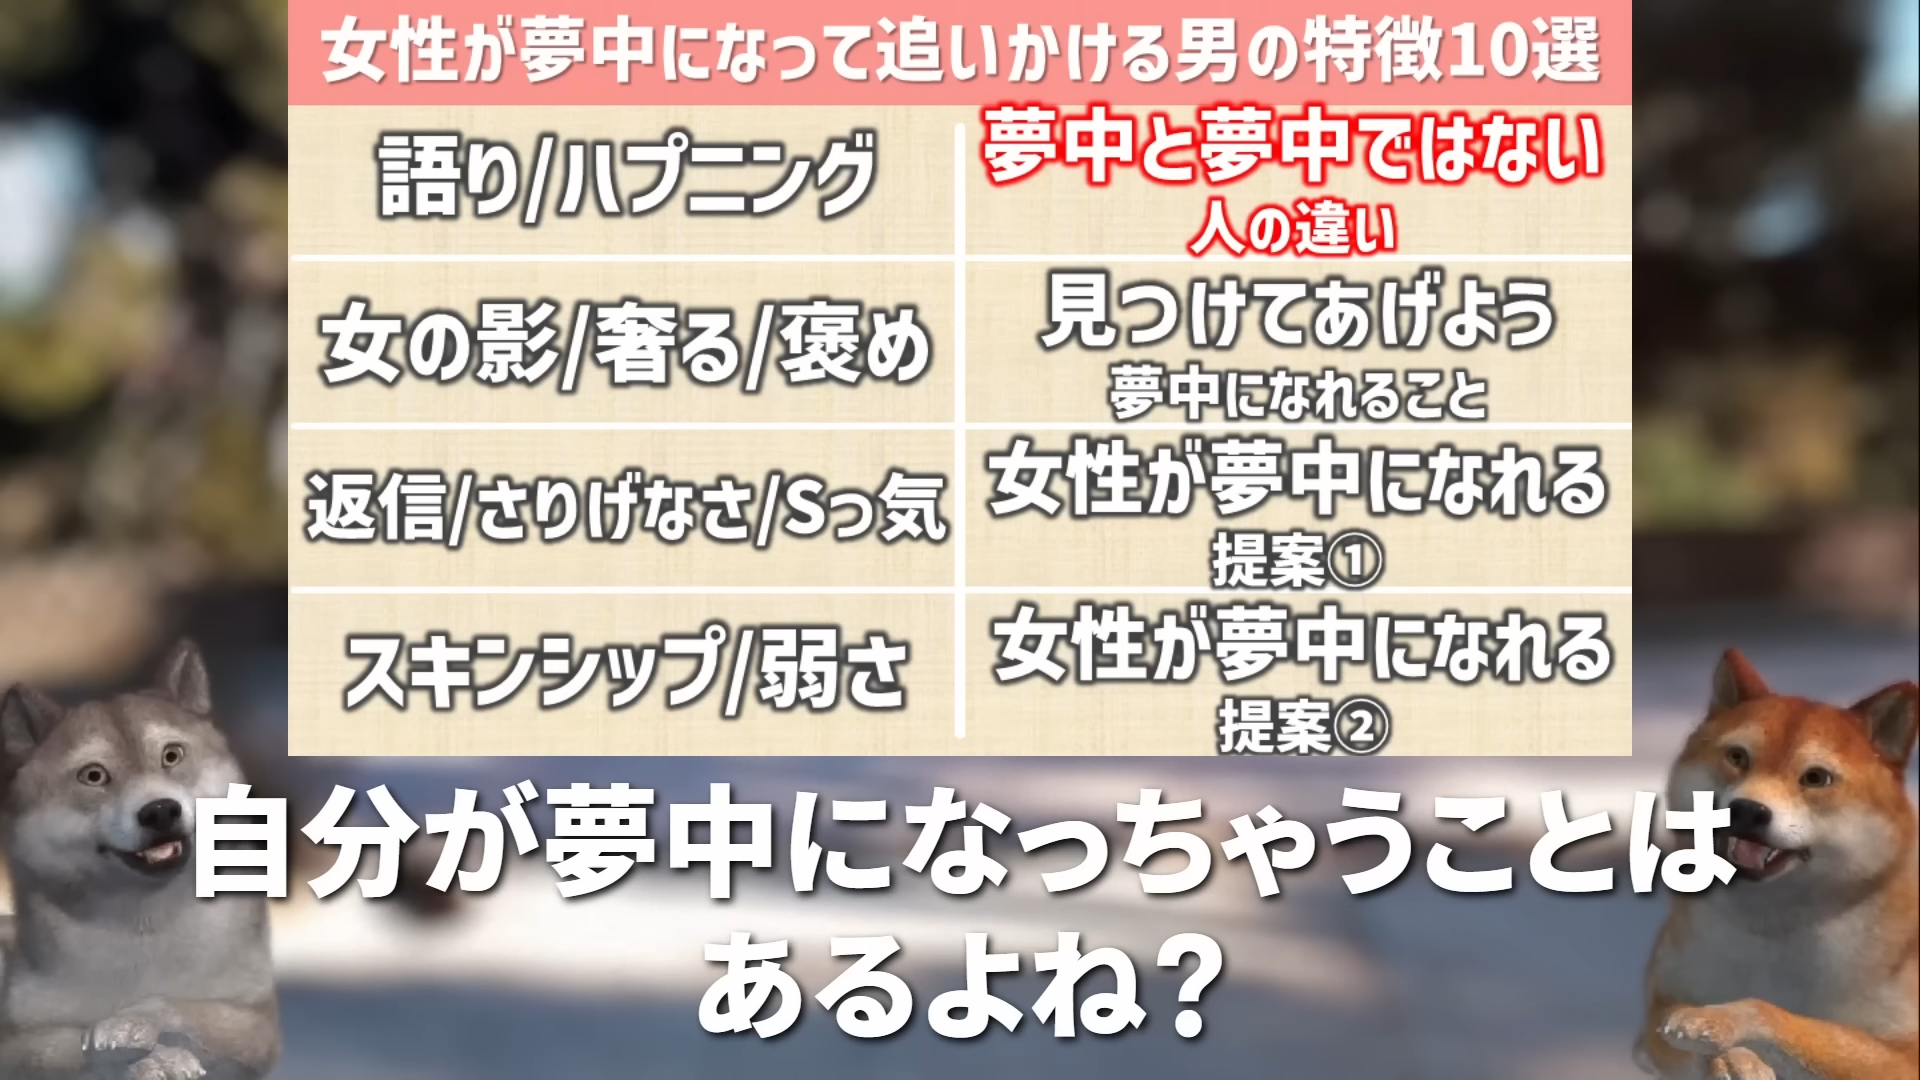 女性が夢中になって追いかける男の特徴10選
語り/ハプニング
女の影/奢る/褒め
返信/さりげなさ/Sっ気
スキンシップ/弱さ
夢中と夢中ではない
人の違い
見つけてあげよう
夢中になれること
女性が夢中になれる
提案①
女性が夢中になれる
提案②
自分が夢中になっちゃうことは
あるよね？